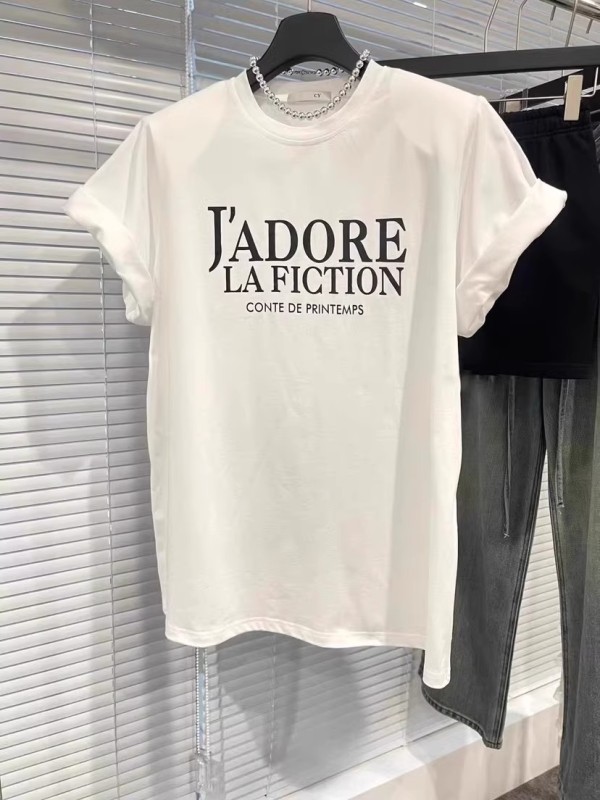 J'ADORE
LA FICTION
CONTE DE PRINTEMPS